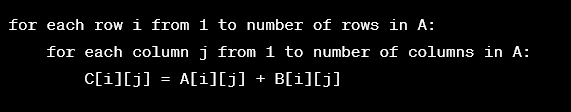 for each row i from 1 to number of rows in A:
    for each column j from 1 to number of columns in A:
        C[i][j] = A[i][j] + B[i][j]